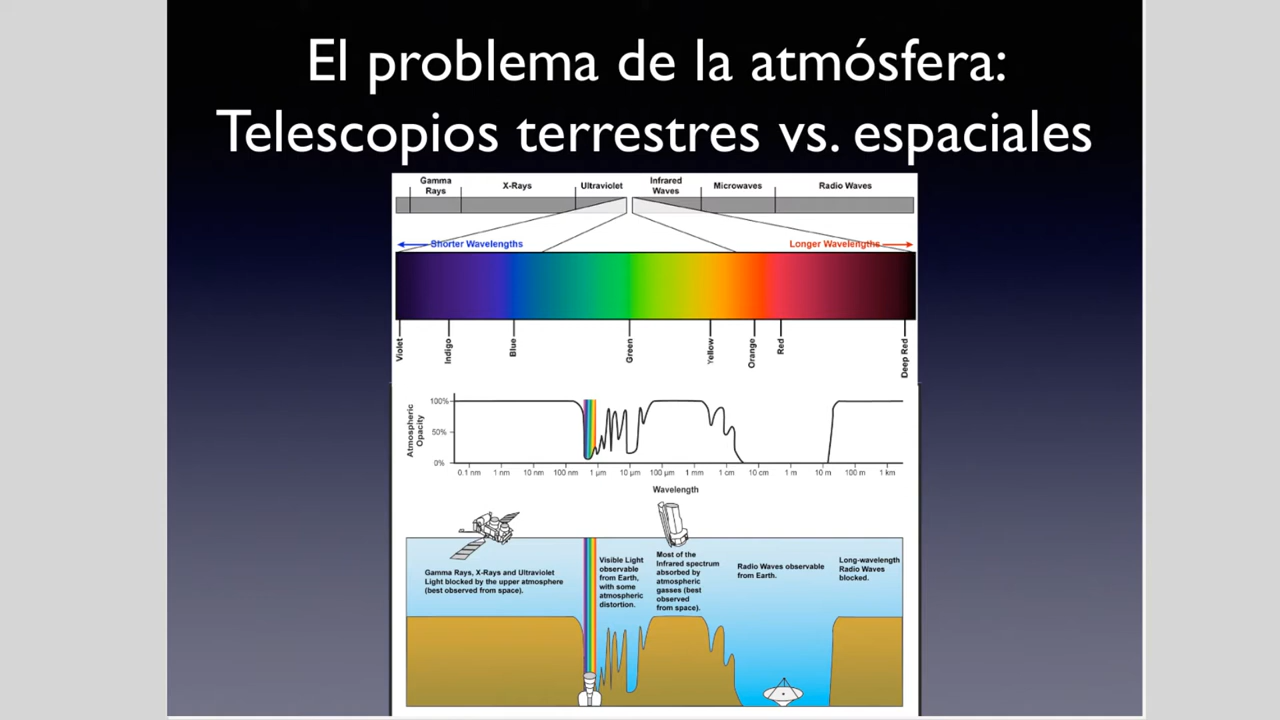 El problema de la atmósfera:
Telescopios terrestres vs. espaciales
Gamma
Rays
X-Rays
Ultraviolet
Infrared
Waves
Microwaves
Radio Waves
Shorter Wavelengths
Longer Wavelengths
Violet
Indigo
Blue
Green
Yellow
Orange
Red
Deep Red
Atmospheric
Opacity
100%
50%
0%
0.1 nm
1 nm
10 nm
100 nm
1 µm
10 µm
100 µm
1 mm
1 cm
10 cm
1 m
10 m
100 m
1 km
Wavelength
Gamma Rays, X-Rays and Ultraviolet
Light blocked by the upper atmosphere
(best observed from space).
Visible Light
observable
from Earth,
with some
atmospheric
distortion.
Most of the
Infrared spectrum
absorbed by
atmospheric
gasses (best
observed
from space).
Radio Waves observable
from Earth.
Long-wavelength
Radio Waves
blocked.